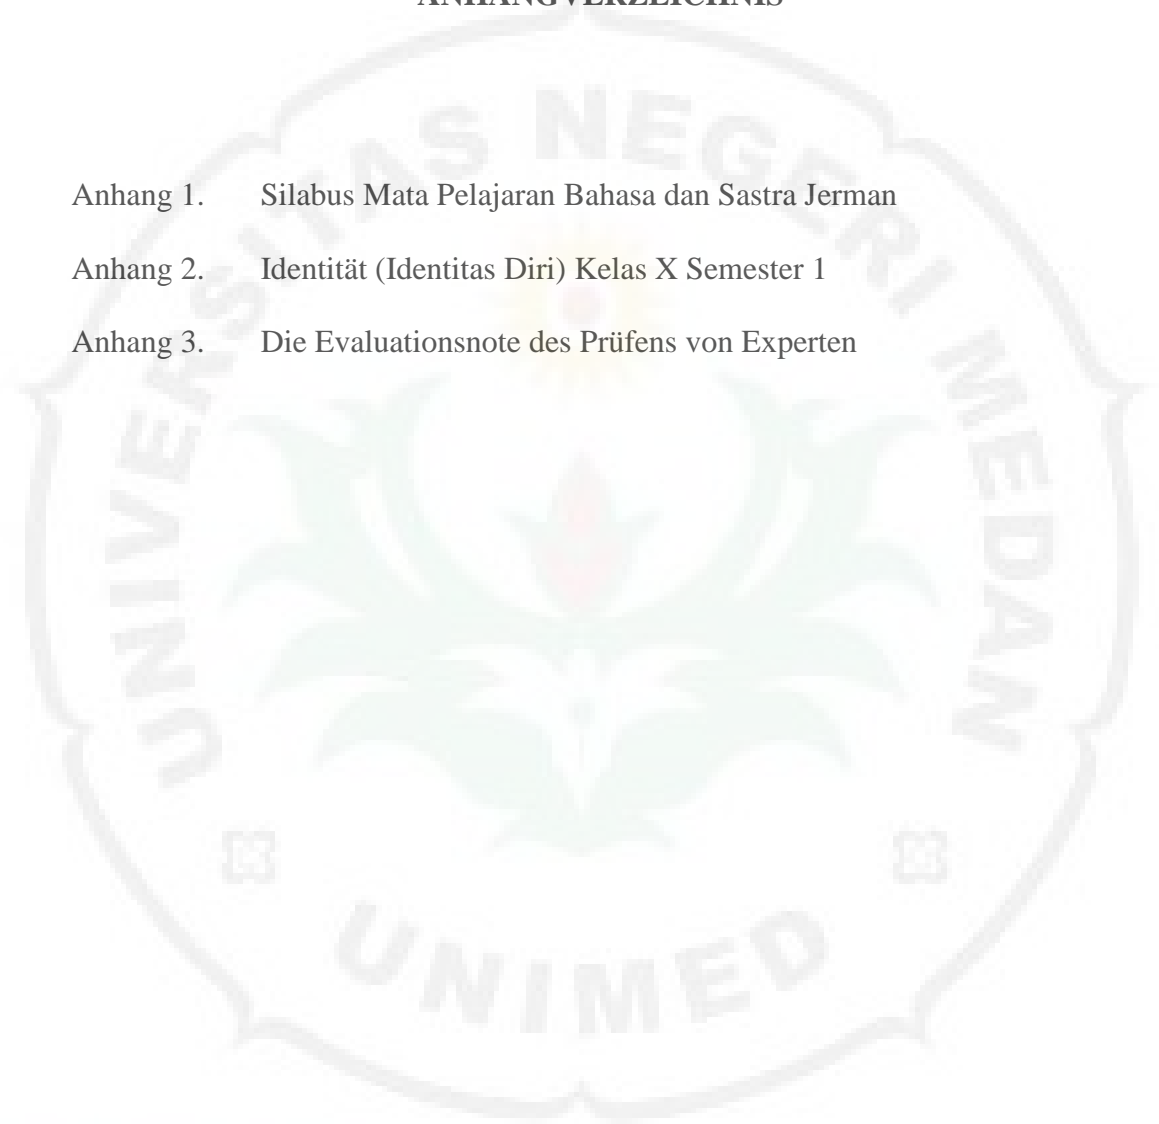 ANHANGVERZEICHNIS
Anhang 1. Silabus Mata Pelajaran Bahasa dan Sastra Jerman
Anhang 2. Identität (Identitas Diri) Kelas X Semester 1
Anhang 3. Die Evaluationsnote des Prüfens von Experten
UNIVERSITAS NEGERI MEDAN
UNIMED